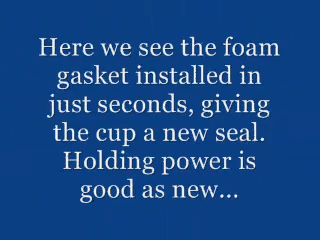 Here we see the foam
gasket installed in
just seconds, giving
the cup a new seal.
Holding power is
good as new...